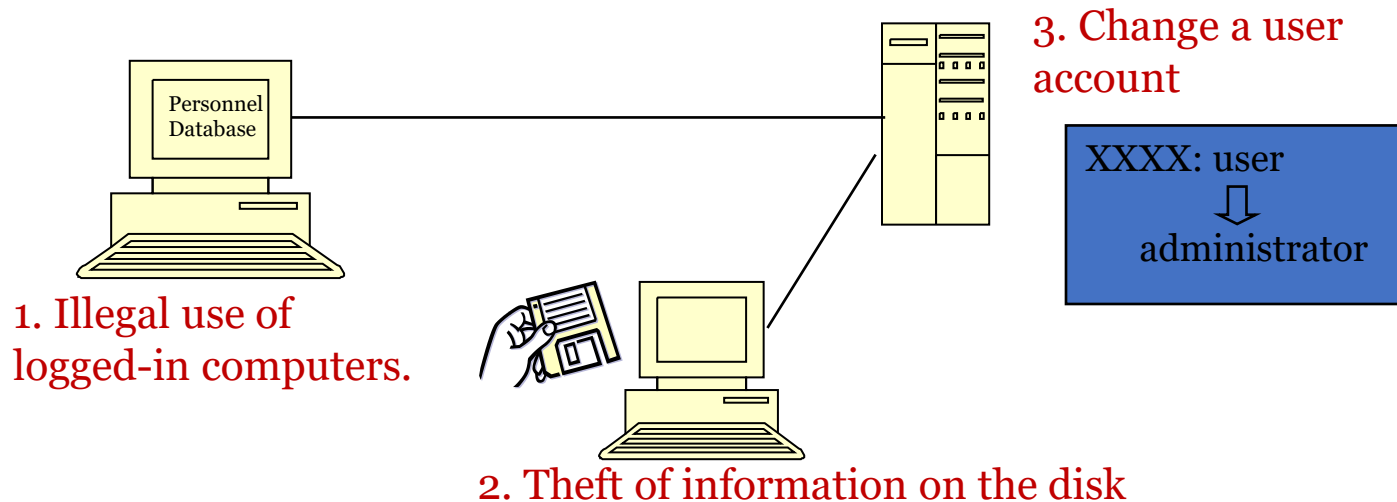 Personnel
Database
3. Change a user
account
XXXX: user
administrator
1. Illegal use of
logged-in computers.
2. Theft of information on the disk